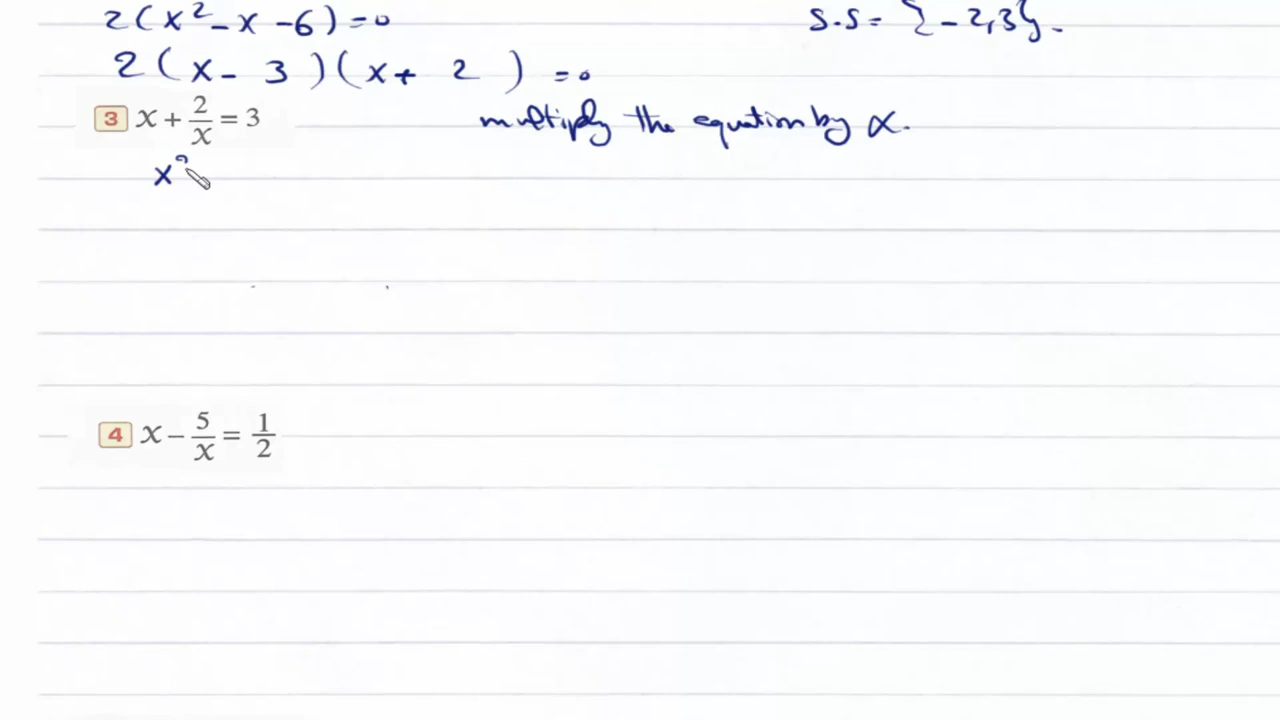 2(x² - x - 6) = 0
S.S = {-2,3}.
2(x - 3)(x + 2) = 0
3 x + 2/x = 3 multiply the equation by x.
x²
4 x - 5/x = 1/2